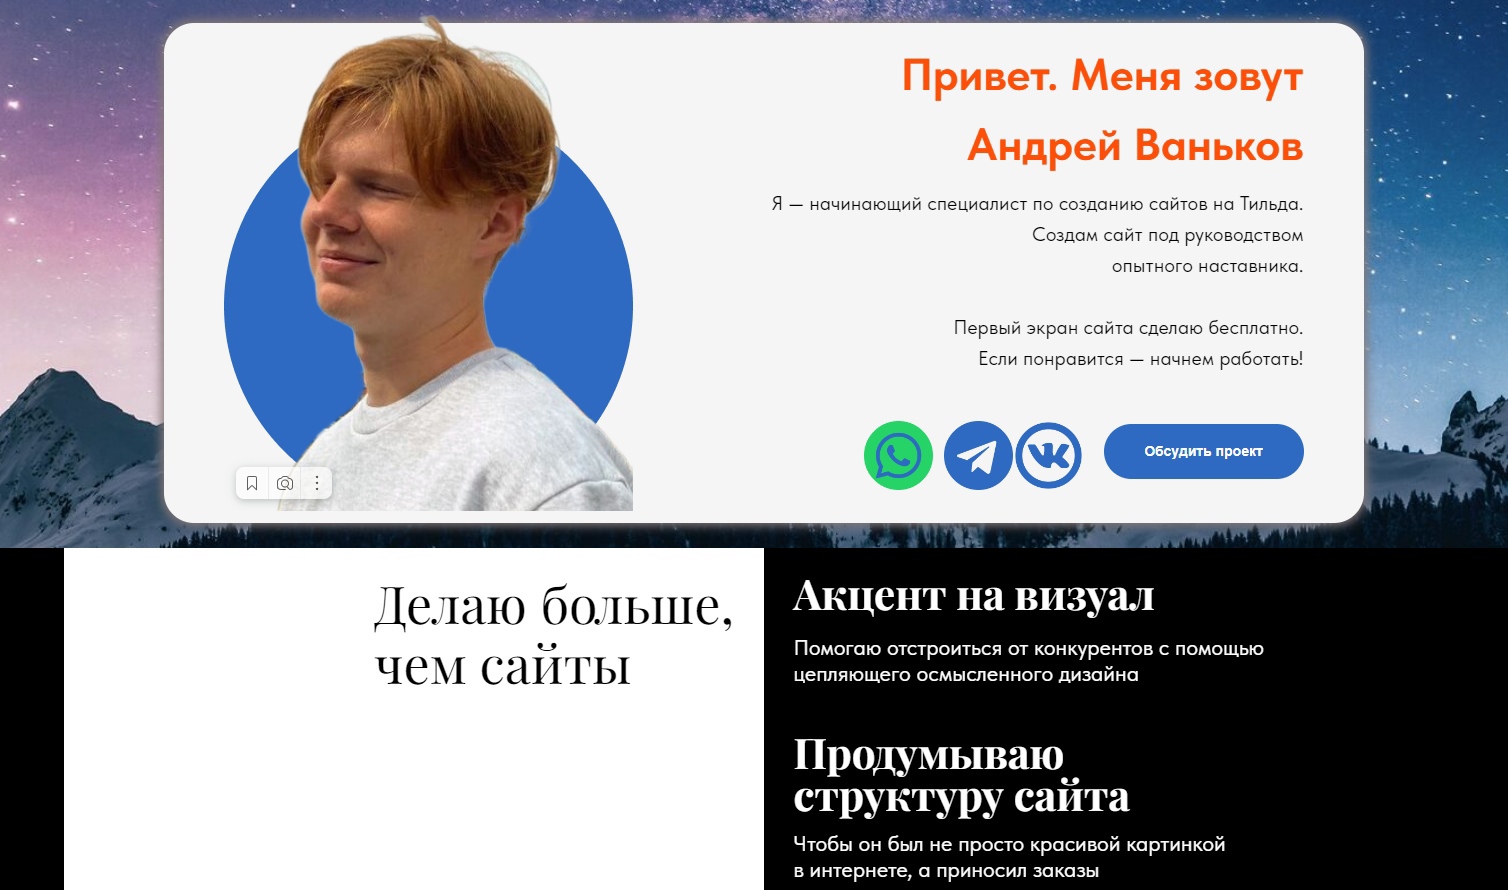 Привет. Меня зовут
Андрей Ваньков
Я — начинающий специалист по созданию сайтов на Тильда.
Создам сайт под руководством
опытного наставника.
Первый экран сайта сделаю бесплатно.
Если понравится — начнем работать!
Обсудить проект
Делаю больше,
чем сайты
Акцент на визуал
Помогаю отстроиться от конкурентов с помощью
цепляющего осмысленного дизайна
Продумываю
структуру сайта
Чтобы он был не просто красивой картинкой
в интернете, а приносил заказы